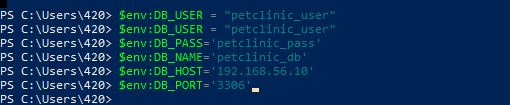 PS C:\Users\420> $env:DB_USER = "petclinic_user"
PS C:\Users\420> $env:DB_USER = "petclinic_user"
PS C:\Users\420> $env:DB_PASS='petclinic_pass'
PS C:\Users\420> $env:DB_NAME='petclinic_db'
PS C:\Users\420> $env:DB_HOST='192.168.56.10'
PS C:\Users\420> $env:DB_PORT='3306'
PS C:\Users\420>